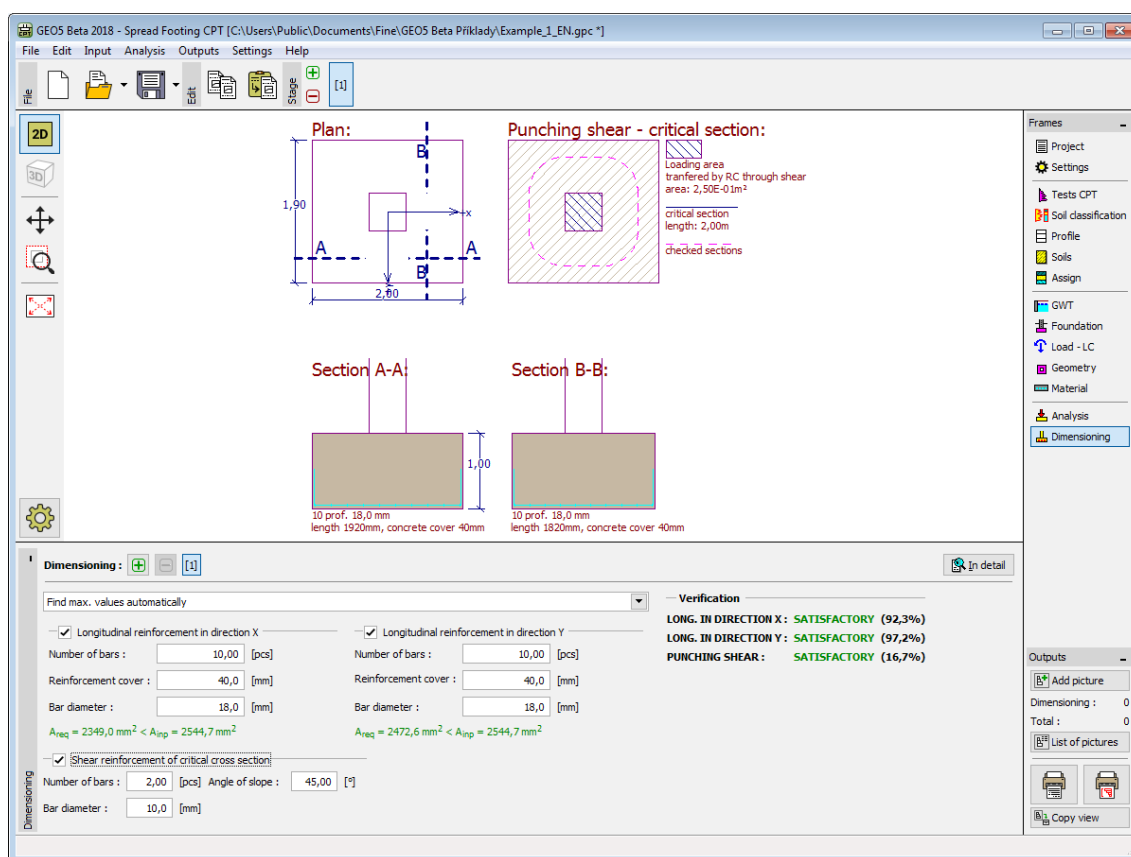 GEO5 Beta 2018 - Spread Footing CPT [C:\Users\Public\Documents\Fine\GEO5 Beta Příklady\Example_1_EN.gpc *]
File Edit Input Analysis Outputs Settings Help
File
Edit
Stage
[1]
2D
3D
Plan:
B
1,90
x
A
A
B
2,00
Punching shear - critical section:
Loading area
tranfered by RC through shear
area: 2,50E-01m²
critical section
length: 2,00m
checked sections
Section A-A:
1,00
10 prof. 18,0 mm
length 1920mm, concrete cover 40mm
Section B-B:
10 prof. 18,0 mm
length 1820mm, concrete cover 40mm
Frames
Project
Settings
Tests CPT
Soil classification
Profile
Soils
Assign
GWT
Foundation
Load - LC
Geometry
Material
Analysis
Dimensioning
Dimensioning
Dimensioning : [1]
In detail
Find max. values automatically
Longitudinal reinforcement in direction X
Number of bars : 10,00 [pcs]
Reinforcement cover : 40,0 [mm]
Bar diameter : 18,0 [mm]
Areq = 2349,0 mm² < Ainp = 2544,7 mm²
Longitudinal reinforcement in direction Y
Number of bars : 10,00 [pcs]
Reinforcement cover : 40,0 [mm]
Bar diameter : 18,0 [mm]
Areq = 2472,6 mm² < Ainp = 2544,7 mm²
Shear reinforcement of critical cross section
Number of bars : 2,00 [pcs] Angle of slope : 45,00 [°]
Bar diameter : 10,0 [mm]
Verification
LONG. IN DIRECTION X : SATISFACTORY (92,3%)
LONG. IN DIRECTION Y : SATISFACTORY (97,2%)
PUNCHING SHEAR : SATISFACTORY (16,7%)
Outputs
Add picture
Dimensioning : 0
Total : 0
List of pictures
Copy view